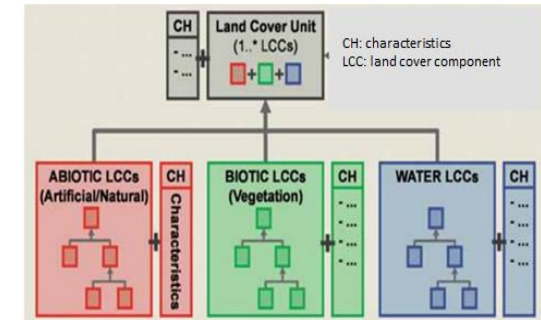 CH
- ...
- ...
+
Land Cover Unit
(1..* LCCs)
+ +
CH: characteristics
LCC: land cover component
ABIOTIC LCCs
(Artificial/Natural)
+
CH
Characteristics
BIOTIC LCCs
(Vegetation)
+
CH
- ...
- ...
- ...
- ...
WATER LCCs
+
CH
- ...
- ...
- ...
- ...